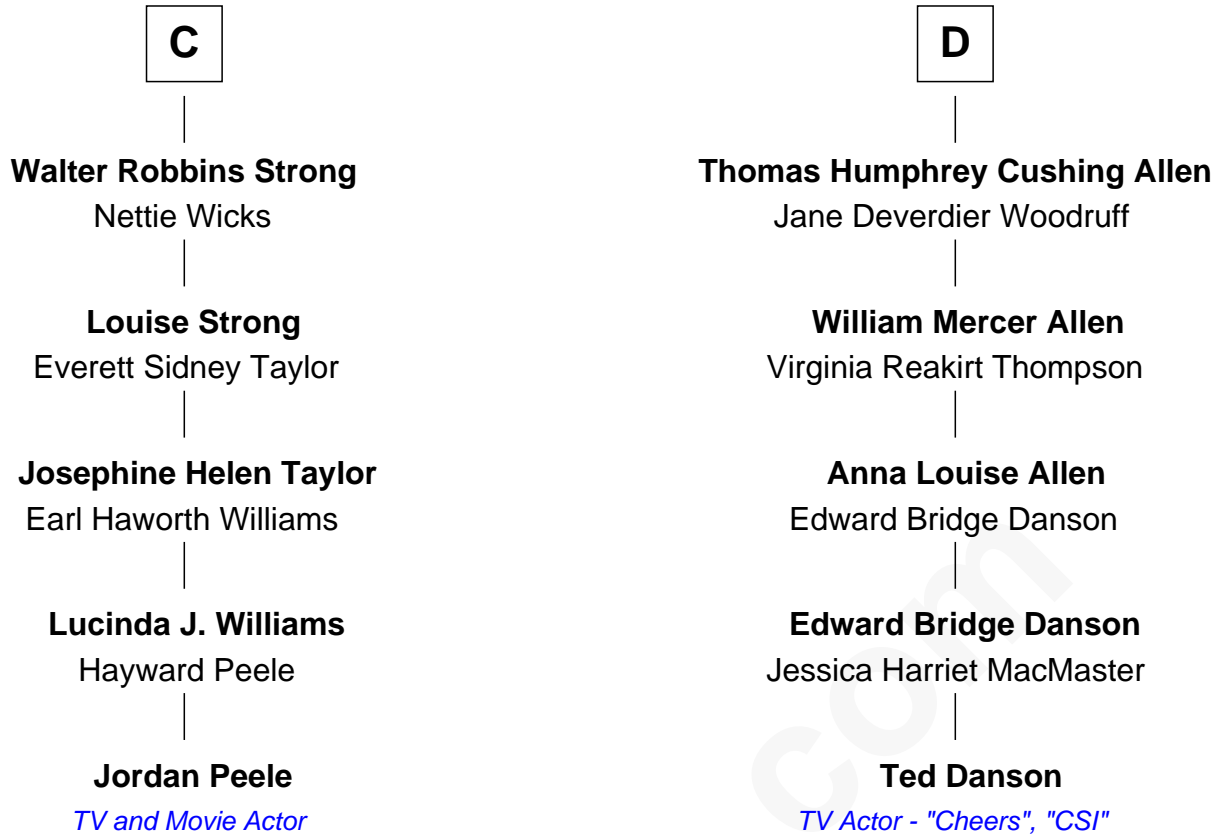 C
Walter Robbins Strong
Nettie Wicks
Louise Strong
Everett Sidney Taylor
Josephine Helen Taylor
Earl Haworth Williams
Lucinda J. Williams
Hayward Peele
Jordan Peele
TV and Movie Actor
D
Thomas Humphrey Cushing Allen
Jane Deverdier Woodruff
William Mercer Allen
Virginia Reakirt Thompson
Anna Louise Allen
Edward Bridge Danson
Edward Bridge Danson
Jessica Harriet MacMaster
Ted Danson
TV Actor - "Cheers", "CSI"
com